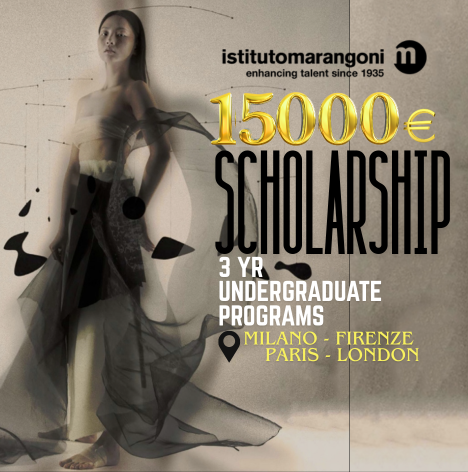 istitutomarangoni m
enhancing talent since 1935
15000€
SCHOLARSHIP
3 YR
UNDERGRADUATE
PROGRAMS
MILANO - FIRENZE
PARIS - LONDON